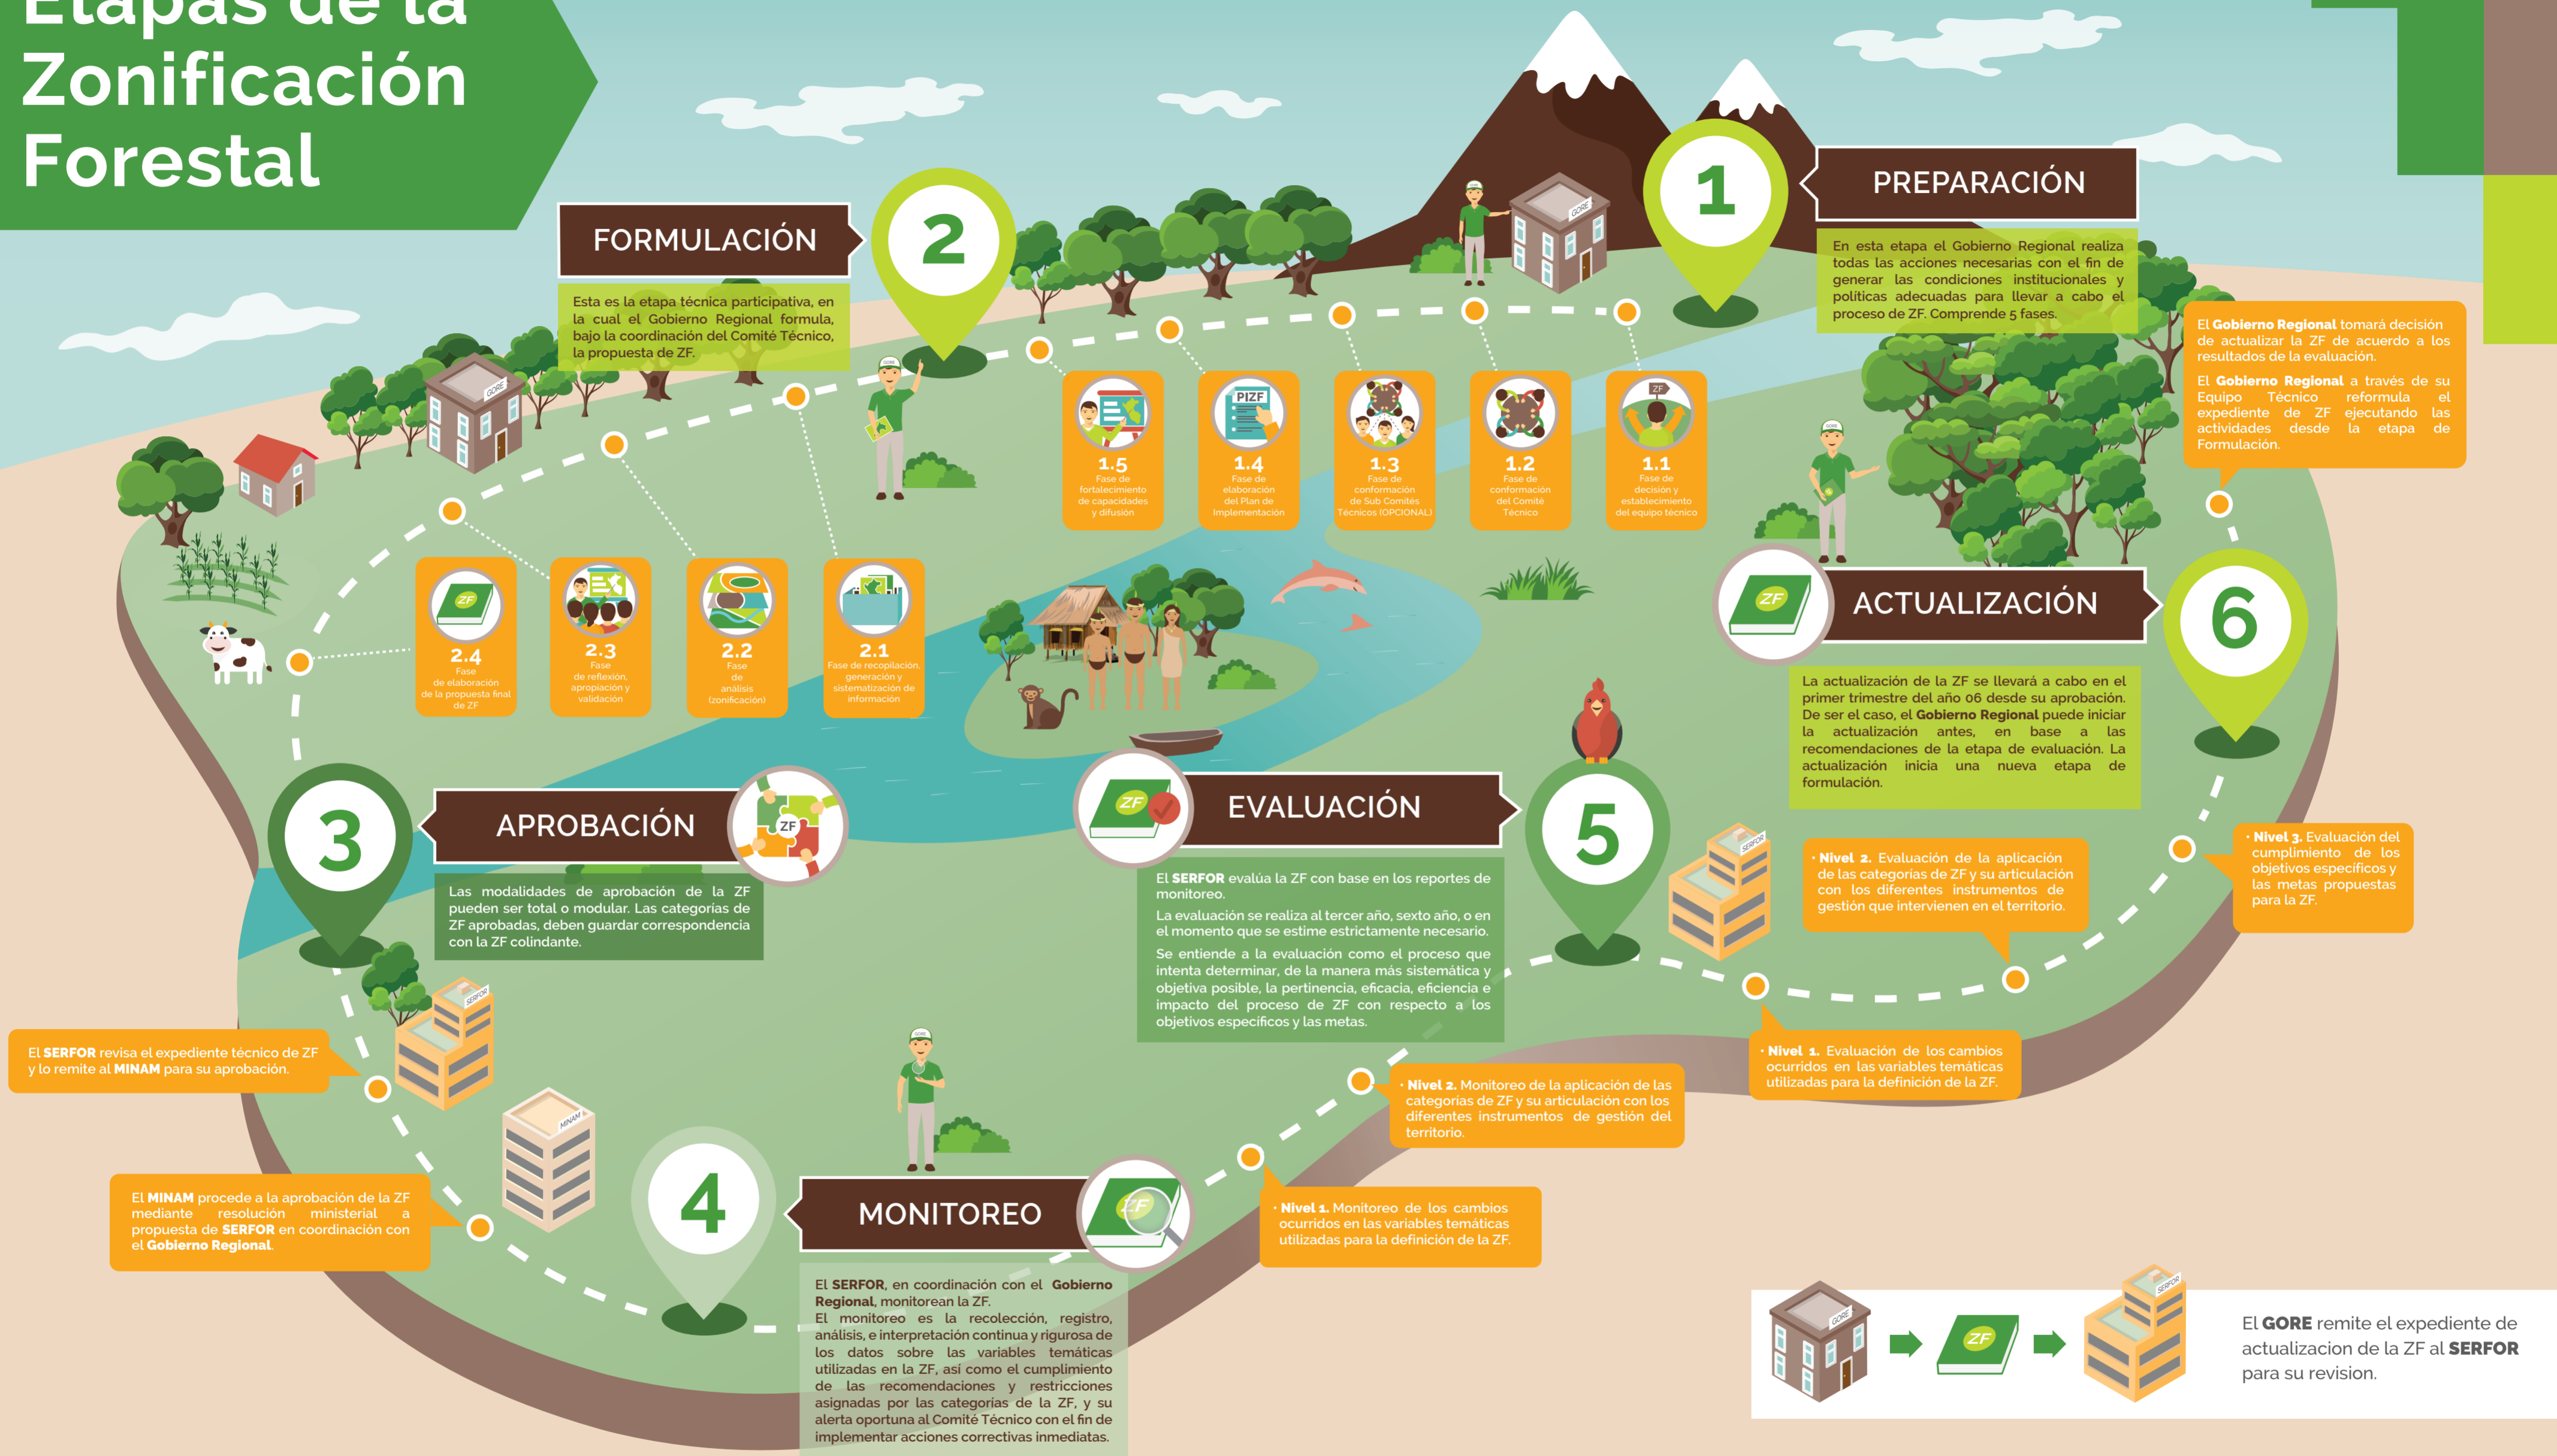 Etapas de la
Zonificación
Forestal
1
PREPARACIÓN
En esta etapa el Gobierno Regional realiza
todas las acciones necesarias con el fin de
generar las condiciones institucionales y
políticas adecuadas para llevar a cabo el
proceso de ZF. Comprende 5 fases.
GORE
ZF
1.1
Fase de
decisión y
establecimiento
del equipo técnico
1.2
Fase de
conformación
del Comité
Técnico
1.3
Fase de
conformación
de Sub Comités
Técnicos (OPCIONAL)
PIZF
1.4
Fase de
elaboración
del Plan de
Implementación
1.5
Fase de
fortalecimiento
de capacidades
y difusión
2
FORMULACIÓN
Esta es la etapa técnica participativa, en
la cual el Gobierno Regional formula,
bajo la coordinación del Comité Técnico,
la propuesta de ZF.
GORE
GORE
2.1
Fase de recopilación,
generación y
sistematización de
información
2.2
Fase
de
análisis
(zonificación)
2.3
Fase
de reflexión,
apropiación y
validación
ZF
2.4
Fase
de elaboración
de la propuesta final
de ZF
3
APROBACIÓN
ZF
Las modalidades de aprobación de la ZF
pueden ser total o modular. Las categorías de
ZF aprobadas, deben guardar correspondencia
con la ZF colindante.
SERFOR
El SERFOR revisa el expediente técnico de ZF
y lo remite al MINAM para su aprobación.
MINAM
El MINAM procede a la aprobación de la ZF
mediante resolución ministerial a
propuesta de SERFOR en coordinación con
el Gobierno Regional.
4
MONITOREO
ZF
GORE
El SERFOR, en coordinación con el Gobierno
Regional, monitorean la ZF.
El monitoreo es la recolección, registro,
análisis, e interpretación continua y rigurosa de
los datos sobre las variables temáticas
utilizadas en la ZF, así como el cumplimiento
de las recomendaciones y restricciones
asignadas por las categorías de la ZF, y su
alerta oportuna al Comité Técnico con el fin de
implementar acciones correctivas inmediatas.
• Nivel 1. Monitoreo de los cambios
ocurridos en las variables temáticas
utilizadas para la definición de la ZF.
• Nivel 2. Monitoreo de la aplicación de las
categorías de ZF y su articulación con los
diferentes instrumentos de gestión del
territorio.
5
EVALUACIÓN
ZF
El SERFOR evalúa la ZF con base en los reportes de
monitoreo.
La evaluación se realiza al tercer año, sexto año, o en
el momento que se estime estrictamente necesario.
Se entiende a la evaluación como el proceso que
intenta determinar, de la manera más sistemática y
objetiva posible, la pertinencia, eficacia, eficiencia e
impacto del proceso de ZF con respecto a los
objetivos específicos y las metas.
SERFOR
• Nivel 1. Evaluación de los cambios
ocurridos en las variables temáticas
utilizadas para la definición de la ZF.
• Nivel 2. Evaluación de la aplicación
de las categorías de ZF y su articulación
con los diferentes instrumentos de
gestión que intervienen en el territorio.
• Nivel 3. Evaluación del
cumplimiento de los
objetivos específicos y
las metas propuestas
para la ZF.
6
ACTUALIZACIÓN
ZF
GORE
La actualización de la ZF se llevará a cabo en el
primer trimestre del año 06 desde su aprobación.
De ser el caso, el Gobierno Regional puede iniciar
la actualización antes, en base a las
recomendaciones de la etapa de evaluación. La
actualización inicia una nueva etapa de
formulación.
El Gobierno Regional tomará decisión
de actualizar la ZF de acuerdo a los
resultados de la evaluación.
El Gobierno Regional a través de su
Equipo Técnico reformula el
expediente de ZF ejecutando las
actividades desde la etapa de
Formulación.
GORE
ZF
SERFOR
El GORE remite el expediente de
actualizacion de la ZF al SERFOR
para su revision.